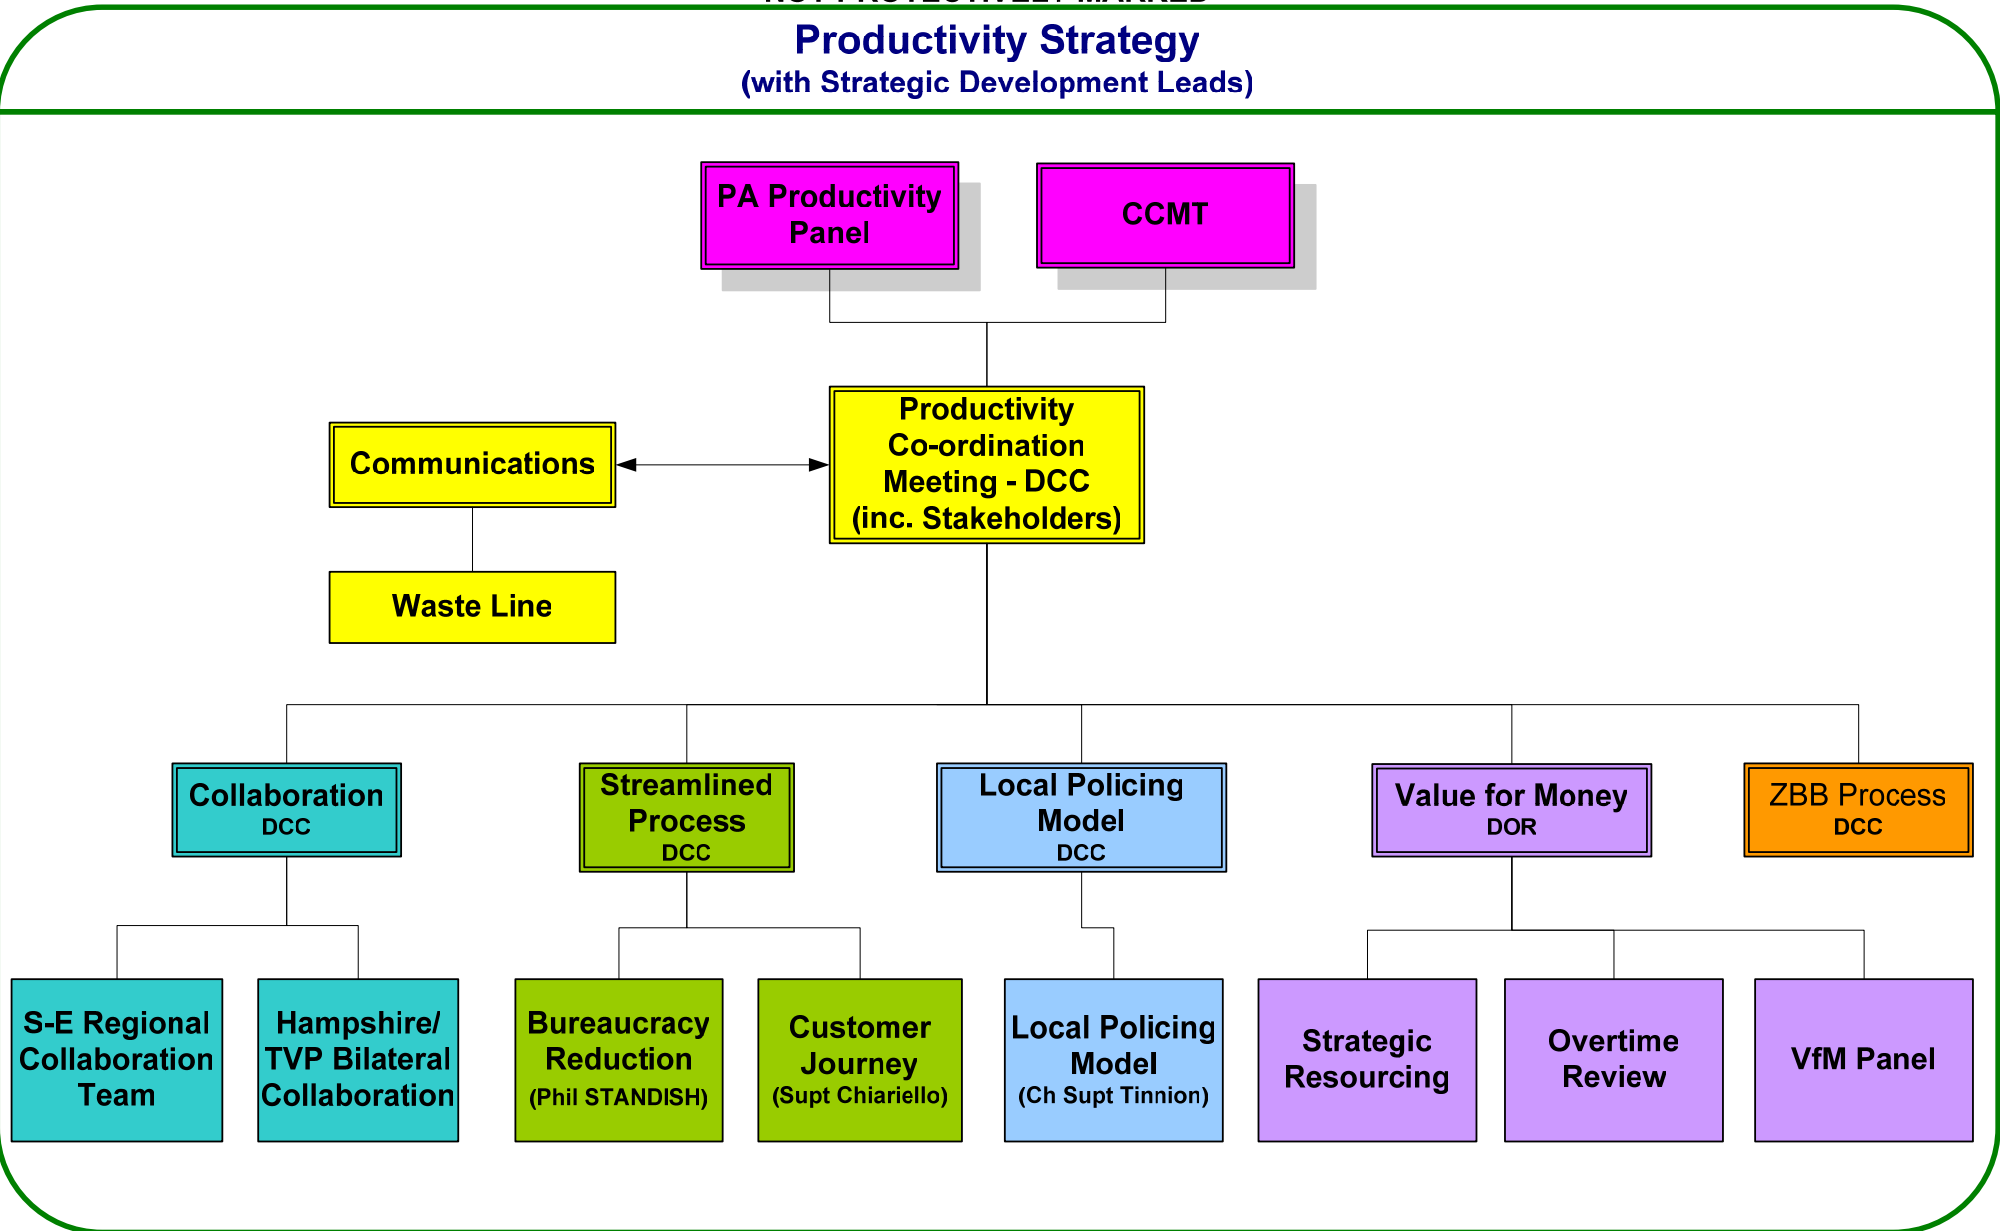 NOT PROTECTIVELY MARKED
Productivity Strategy
(with Strategic Development Leads)
PA Productivity
Panel
CCMT
Productivity
Co-ordination
Meeting - DCC
(inc. Stakeholders)
Communications
Waste Line
Collaboration
DCC
Streamlined
Process
DCC
Local Policing
Model
DCC
Value for Money
DOR
ZBB Process
DCC
S-E Regional
Collaboration
Team
Hampshire/
TVP Bilateral
Collaboration
Bureaucracy
Reduction
(Phil STANDISH)
Customer
Journey
(Supt Chiariello)
Local Policing
Model
(Ch Supt Tinnion)
Strategic
Resourcing
Overtime
Review
VfM Panel